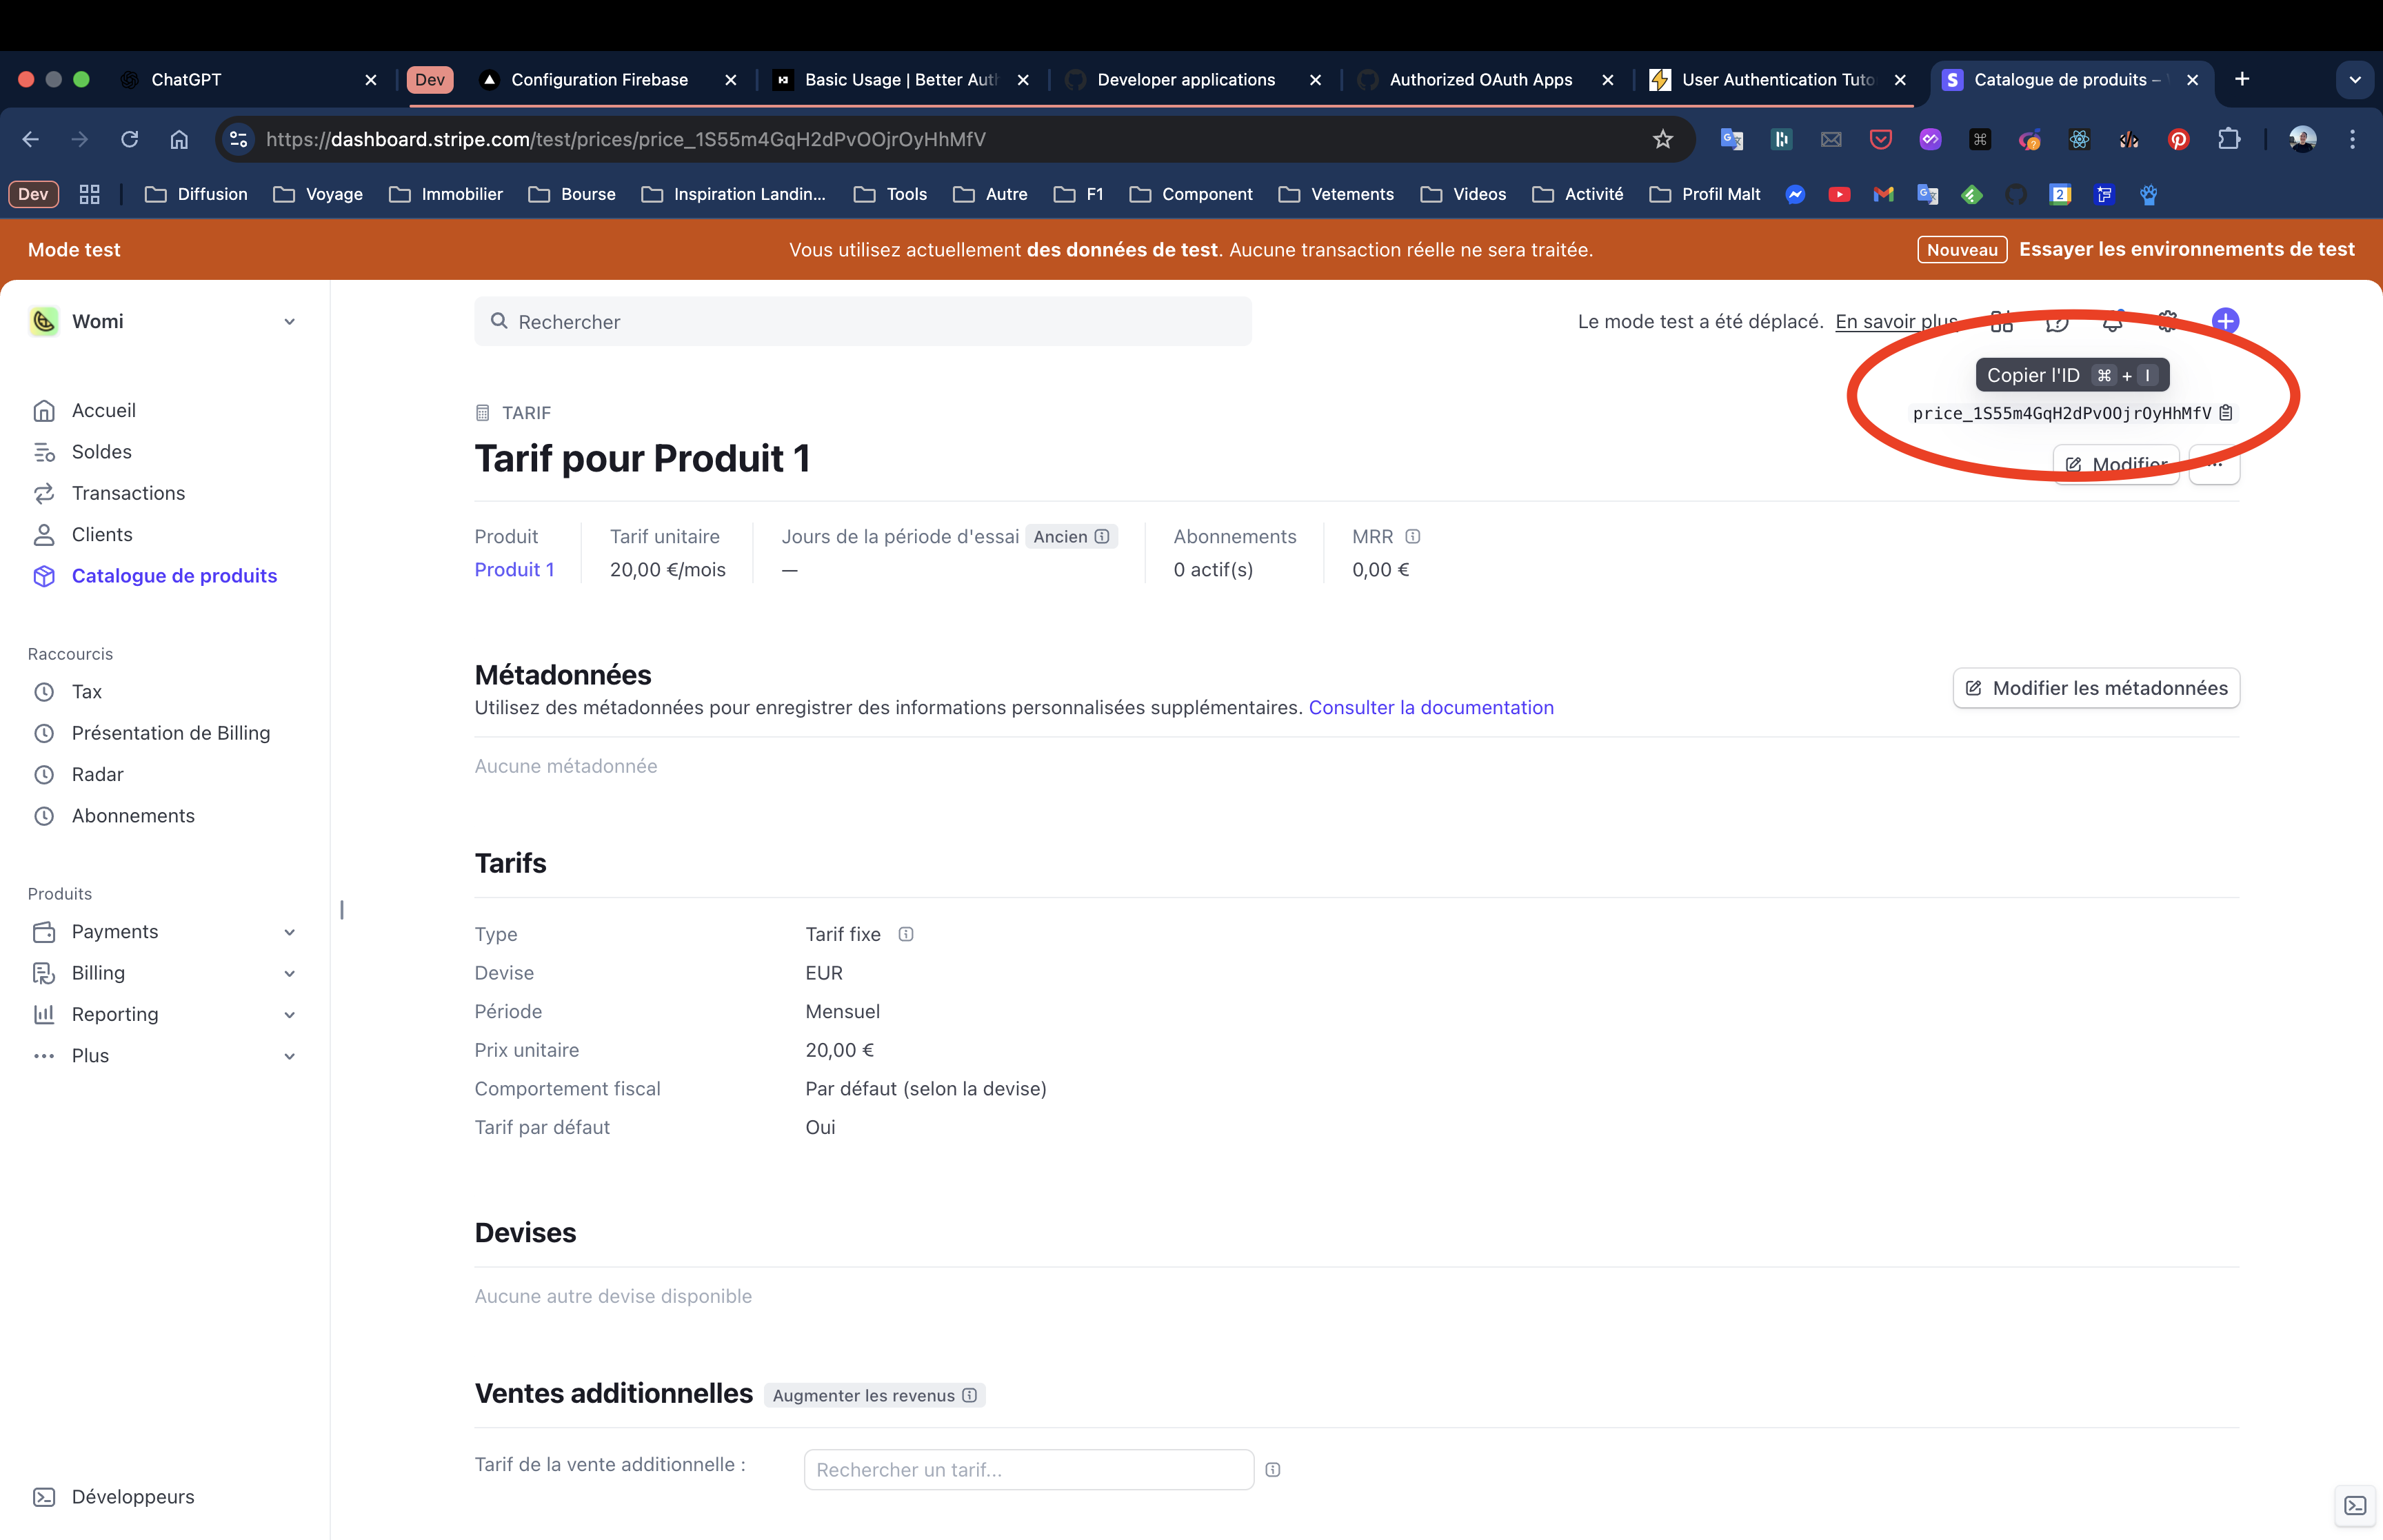 ChatGPT
Dev
Configuration Firebase
Basic Usage | Better Auth
Developer applications
Authorized OAuth Apps
User Authentication Tuto
Catalogue de produits –
https://dashboard.stripe.com/test/prices/price_1S55m4GqH2dPvOOjrOyHhMfV
Dev
Diffusion
Voyage
Immobilier
Bourse
Inspiration Landin...
Tools
Autre
F1
Component
Vetements
Videos
Activité
Profil Malt
Mode test
Vous utilisez actuellement des données de test. Aucune transaction réelle ne sera traitée.
Nouveau
Essayer les environnements de test
Womi
Rechercher
Le mode test a été déplacé. En savoir plus
Accueil
Soldes
Transactions
Clients
Catalogue de produits
Raccourcis
Tax
Présentation de Billing
Radar
Abonnements
Produits
Payments
Billing
Reporting
Plus
Développeurs
Copier l'ID ⌘ + I
price_1S55m4GqH2dPvOOjrOyHhMfV
TARIF
Tarif pour Produit 1
Modifier
Produit
Produit 1
Tarif unitaire
20,00 €/mois
Jours de la période d'essai Ancien
—
Abonnements
0 actif(s)
MRR
0,00 €
Métadonnées
Utilisez des métadonnées pour enregistrer des informations personnalisées supplémentaires. Consulter la documentation
Modifier les métadonnées
Aucune métadonnée
Tarifs
Type Tarif fixe
Devise EUR
Période Mensuel
Prix unitaire 20,00 €
Comportement fiscal Par défaut (selon la devise)
Tarif par défaut Oui
Devises
Aucune autre devise disponible
Ventes additionnelles Augmenter les revenus
Tarif de la vente additionnelle : Rechercher un tarif...